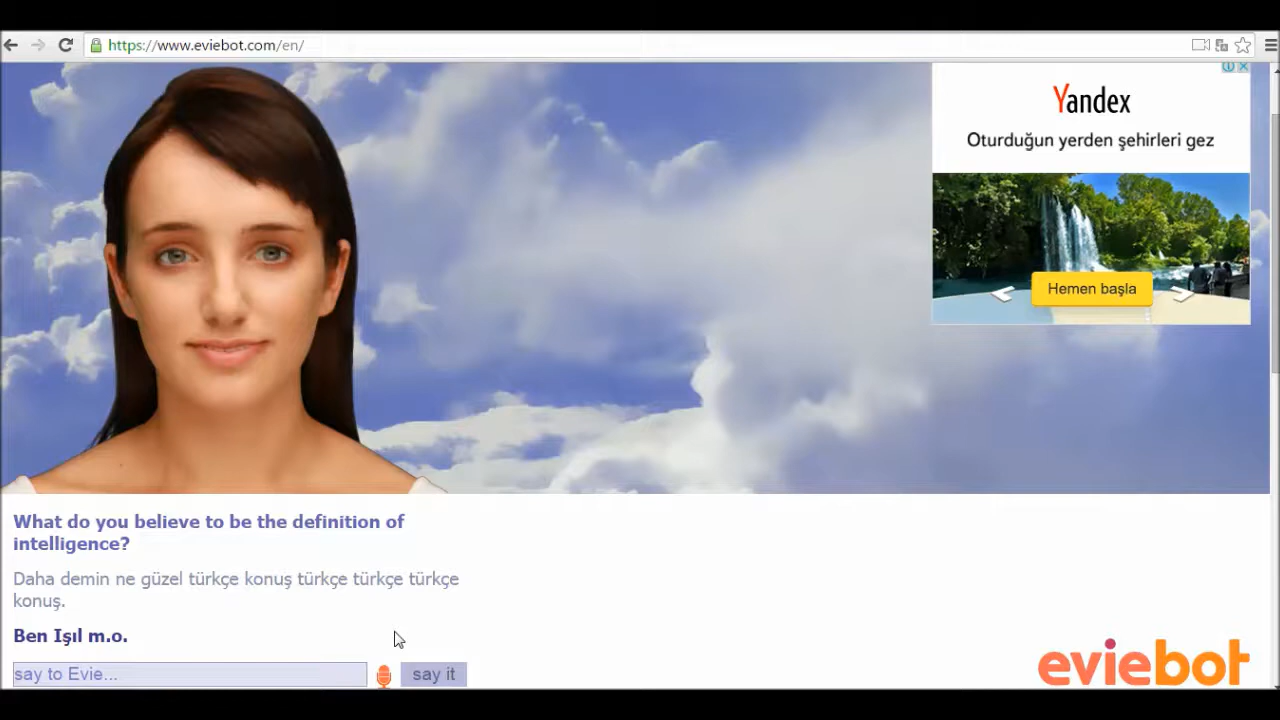 https://www.eviebot.com/en/
Yandex
Oturduğun yerden şehirleri gez
Hemen başla
What do you believe to be the definition of
intelligence?
Daha demin ne güzel türkçe konuş türkçe türkçe türkçe
konuş.
Ben Işıl m.o.
say to Evie...
say it
eviebot